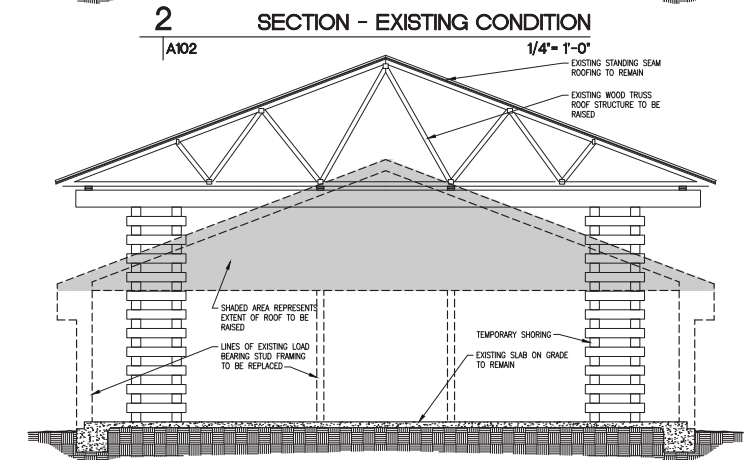 2
SECTION - EXISTING CONDITION
A102
1/4"= 1'-0"
EXISTING STANDING SEAM
ROOFING TO REMAIN
EXISTING WOOD TRUSS
ROOF STRUCTURE TO BE
RAISED
SHADED AREA REPRESENTS
EXTENT OF ROOF TO BE
RAISED
LINES OF EXISTING LOAD
BEARING STUD FRAMING
TO BE REPLACED
TEMPORARY SHORING
EXISTING SLAB ON GRADE
TO REMAIN